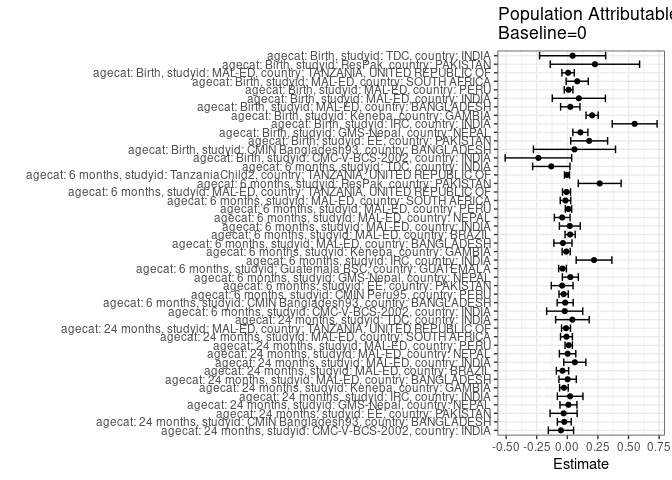 Population Attributable
Baseline=0
agecat: Birth, studyid: TDC, country: INDIA
agecat: Birth, studyid: ResPak, country: PAKISTAN
agecat: Birth, studyid: MAL-ED, country: TANZANIA, UNITED REPUBLIC OF
agecat: Birth, studyid: MAL-ED, country: SOUTH AFRICA
agecat: Birth, studyid: MAL-ED, country: PERU
agecat: Birth, studyid: MAL-ED, country: INDIA
agecat: Birth, studyid: MAL-ED, country: BANGLADESH
agecat: Birth, studyid: Keneba, country: GAMBIA
agecat: Birth, studyid: IRC, country: INDIA
agecat: Birth, studyid: GMS-Nepal, country: NEPAL
agecat: Birth, studyid: EE, country: PAKISTAN
agecat: Birth, studyid: CMIN Bangladesh93, country: BANGLADESH
agecat: Birth, studyid: CMC-V-BCS-2002, country: INDIA
agecat: 6 months, studyid: TDC, country: INDIA
agecat: 6 months, studyid: TanzaniaChild2, country: TANZANIA, UNITED REPUBLIC OF
agecat: 6 months, studyid: ResPak, country: PAKISTAN
agecat: 6 months, studyid: MAL-ED, country: TANZANIA, UNITED REPUBLIC OF
agecat: 6 months, studyid: MAL-ED, country: SOUTH AFRICA
agecat: 6 months, studyid: MAL-ED, country: PERU
agecat: 6 months, studyid: MAL-ED, country: NEPAL
agecat: 6 months, studyid: MAL-ED, country: INDIA
agecat: 6 months, studyid: MAL-ED, country: BRAZIL
agecat: 6 months, studyid: MAL-ED, country: BANGLADESH
agecat: 6 months, studyid: Keneba, country: GAMBIA
agecat: 6 months, studyid: IRC, country: INDIA
agecat: 6 months, studyid: Guatemala BSC, country: GUATEMALA
agecat: 6 months, studyid: GMS-Nepal, country: NEPAL
agecat: 6 months, studyid: EE, country: PAKISTAN
agecat: 6 months, studyid: CMIN Peru95, country: PERU
agecat: 6 months, studyid: CMIN Bangladesh93, country: BANGLADESH
agecat: 6 months, studyid: CMC-V-BCS-2002, country: INDIA
agecat: 24 months, studyid: TDC, country: INDIA
agecat: 24 months, studyid: MAL-ED, country: TANZANIA, UNITED REPUBLIC OF
agecat: 24 months, studyid: MAL-ED, country: SOUTH AFRICA
agecat: 24 months, studyid: MAL-ED, country: PERU
agecat: 24 months, studyid: MAL-ED, country: NEPAL
agecat: 24 months, studyid: MAL-ED, country: INDIA
agecat: 24 months, studyid: MAL-ED, country: BRAZIL
agecat: 24 months, studyid: MAL-ED, country: BANGLADESH
agecat: 24 months, studyid: Keneba, country: GAMBIA
agecat: 24 months, studyid: IRC, country: INDIA
agecat: 24 months, studyid: GMS-Nepal, country: NEPAL
agecat: 24 months, studyid: EE, country: PAKISTAN
agecat: 24 months, studyid: CMIN Bangladesh93, country: BANGLADESH
agecat: 24 months, studyid: CMC-V-BCS-2002, country: INDIA
-0.50 -0.25 0.00 0.25 0.50 0.75
Estimate